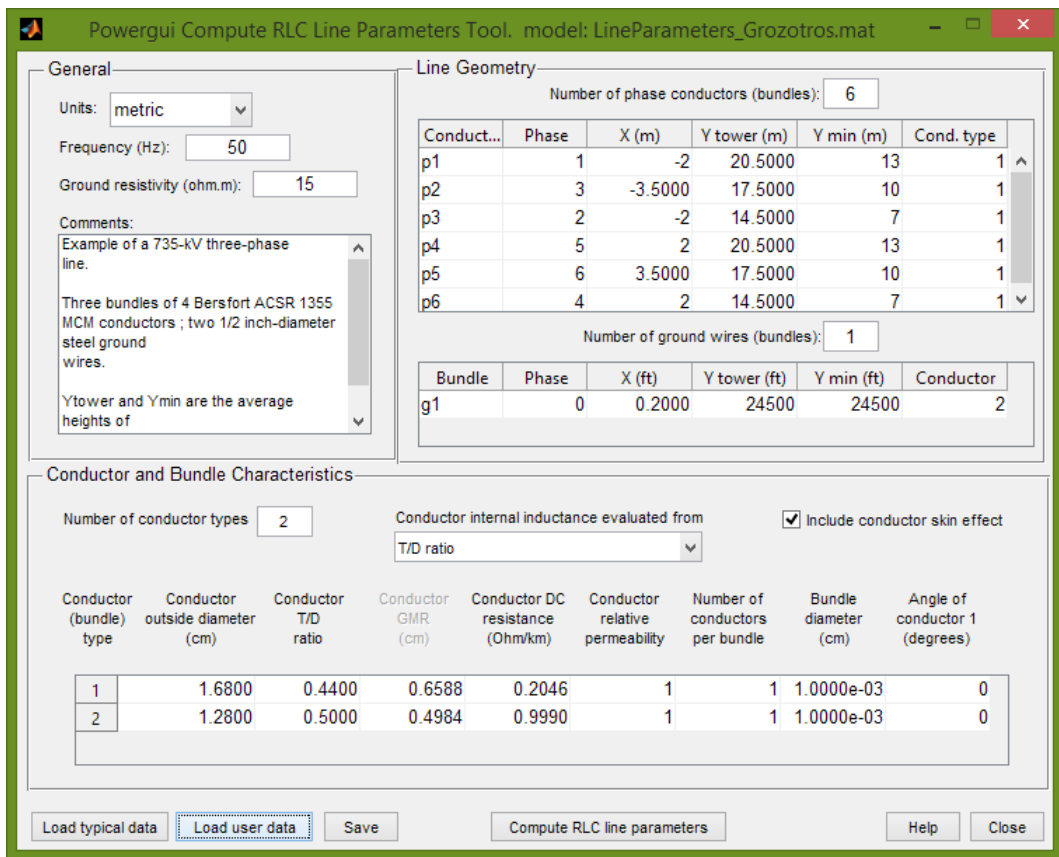 Powergui Compute RLC Line Parameters Tool. model: LineParameters_Grozotros.mat
General
Units: metric
Frequency (Hz): 50
Ground resistivity (ohm.m): 15
Comments:
Example of a 735-kV three-phase
line.
Three bundles of 4 Bersfort ACSR 1355
MCM conductors ; two 1/2 inch-diameter
steel ground
wires.
Ytower and Ymin are the average
heights of
Line Geometry
Number of phase conductors (bundles): 6
Conduct... Phase X (m) Y tower (m) Y min (m) Cond. type
p1 1 -2 20.5000 13 1
p2 3 -3.5000 17.5000 10 1
p3 2 -2 14.5000 7 1
p4 5 2 20.5000 13 1
p5 6 3.5000 17.5000 10 1
p6 4 2 14.5000 7 1
Number of ground wires (bundles): 1
Bundle Phase X (ft) Y tower (ft) Y min (ft) Conductor
g1 0 0.2000 24500 24500 2
Conductor and Bundle Characteristics
Number of conductor types 2
Conductor internal inductance evaluated from
T/D ratio
Include conductor skin effect
Conductor Conductor Conductor Conductor Conductor DC Conductor Number of Bundle Angle of
(bundle) outside diameter T/D GMR resistance relative conductors diameter conductor 1
type (cm) ratio (cm) (Ohm/km) permeability per bundle (cm) (degrees)
1 1.6800 0.4400 0.6588 0.2046 1 1 1.0000e-03 0
2 1.2800 0.5000 0.4984 0.9990 1 1 1.0000e-03 0
Load typical data Load user data Save Compute RLC line parameters Help Close